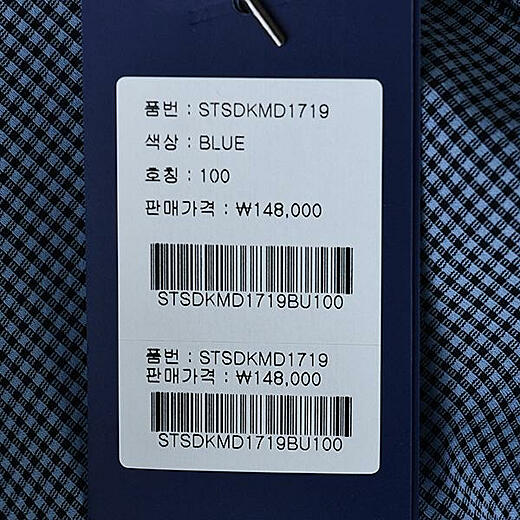 품번 : STSDKMD1719
색상 : BLUE
호칭 : 100
판매가격 : ₩148,000
STSDKMD1719BU100
품번 : STSDKMD1719
판매가격 : ₩148,000
STSDKMD1719BU100